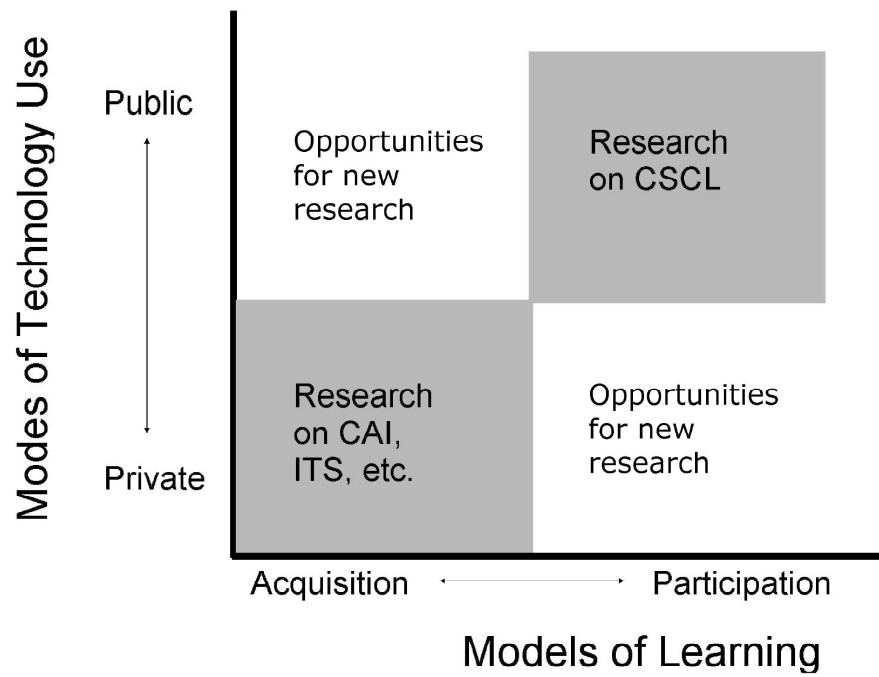 Modes of Technology Use
Public
Private
Opportunities
for new
research
Research
on CSCL
Research
on CAI,
ITS, etc.
Opportunities
for new
research
Acquisition
Participation
Models of Learning